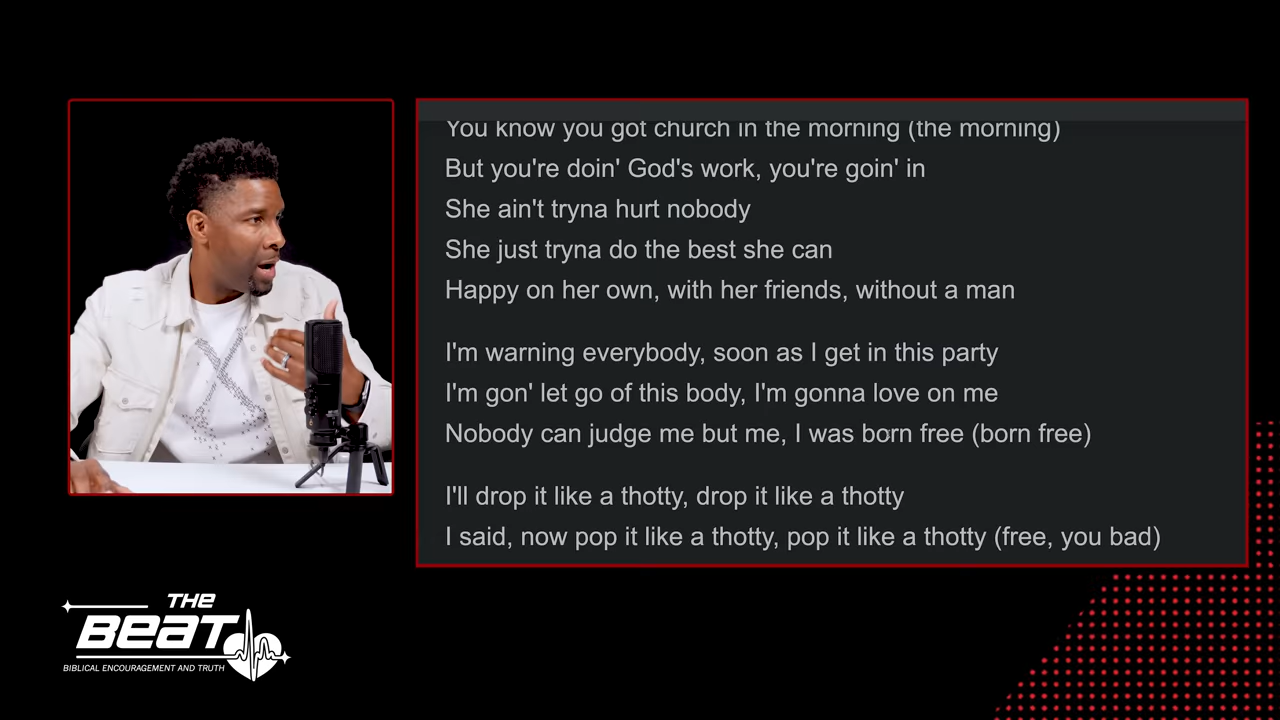 You know you got church in the morning (the morning)
But you're doin' God's work, you're goin' in
She ain't tryna hurt nobody
She just tryna do the best she can
Happy on her own, with her friends, without a man
I'm warning everybody, soon as I get in this party
I'm gon' let go of this body, I'm gonna love on me
Nobody can judge me but me, I was born free (born free)
I'll drop it like a thotty, drop it like a thotty
I said, now pop it like a thotty, pop it like a thotty (free, you bad)
THE
BEAT
BIBLICAL ENCOURAGEMENT AND TRUTH